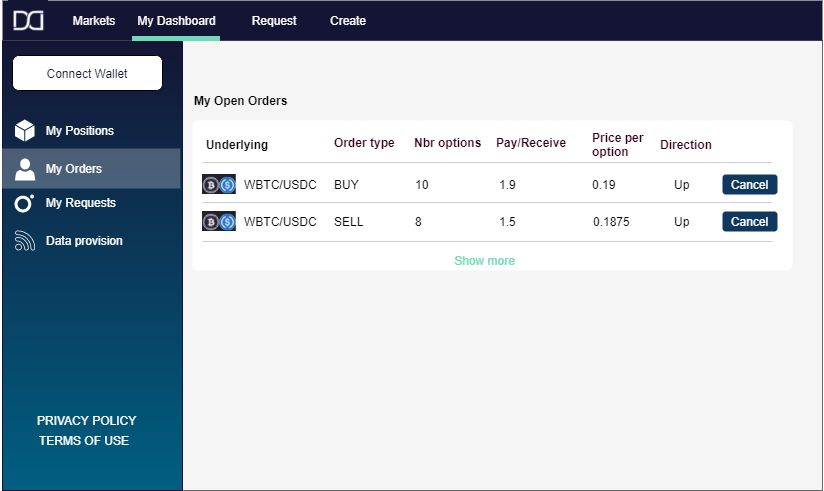 Markets My Dashboard Request Create
Connect Wallet
My Positions
My Orders
My Requests
Data provision
PRIVACY POLICY
TERMS OF USE
My Open Orders
Underlying Order type Nbr options Pay/Receive Price per option Direction
WBTC/USDC BUY 10 1.9 0.19 Up Cancel
WBTC/USDC SELL 8 1.5 0.1875 Up Cancel
Show more